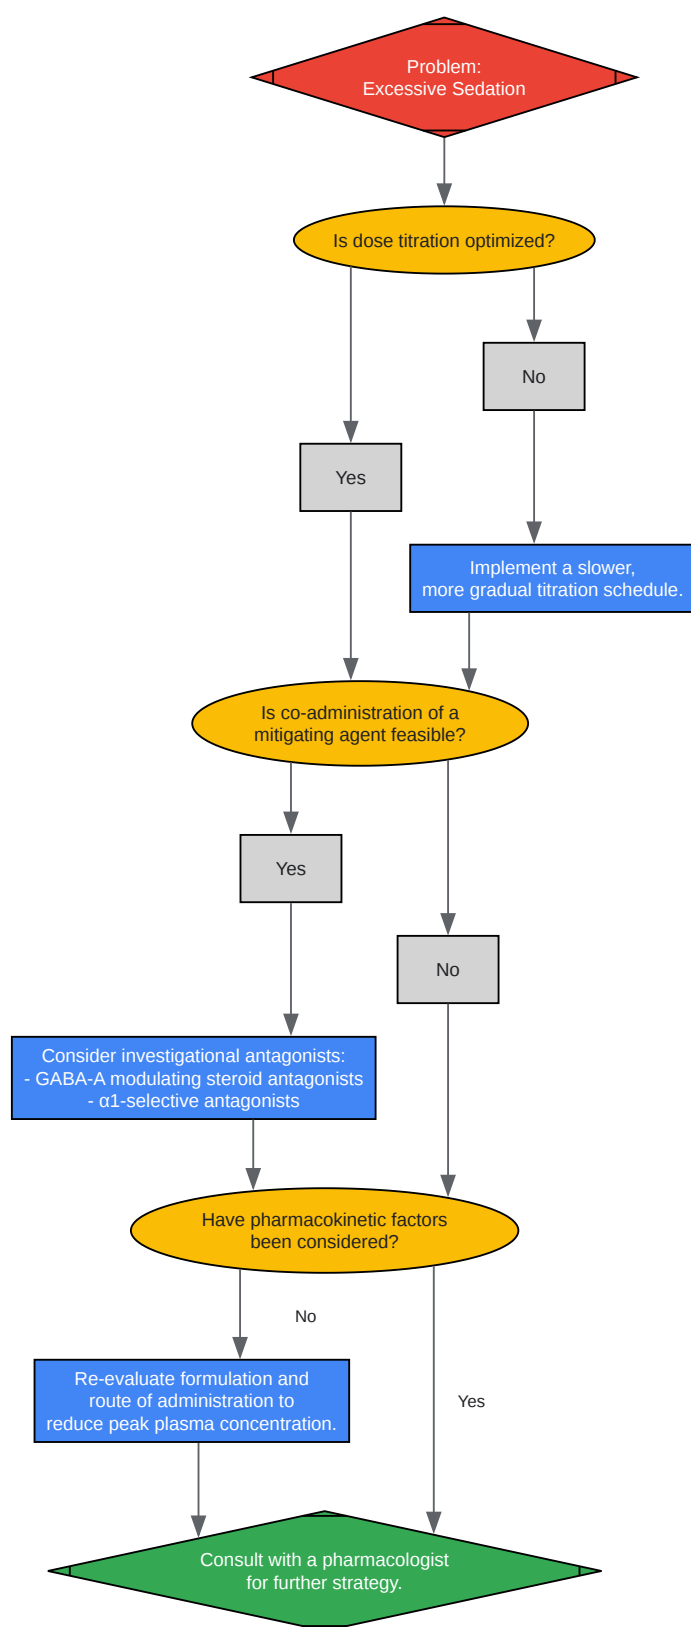 Problem:
Excessive Sedation
Is dose titration optimized?
No
Yes
Implement a slower,
more gradual titration schedule.
Is co-administration of a
mitigating agent feasible?
Yes
No
Consider investigational antagonists:
- GABA-A modulating steroid antagonists
- α1-selective antagonists
Have pharmacokinetic factors
been considered?
No
Re-evaluate formulation and
route of administration to
reduce peak plasma concentration.
Yes
Consult with a pharmacologist
for further strategy.